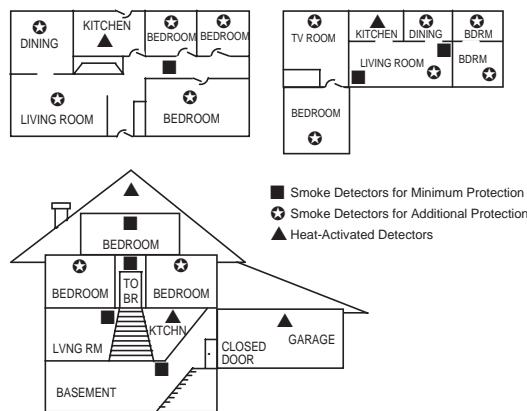 DINING
KITCHEN
BEDROOM
BEDROOM
LIVING ROOM
BEDROOM
TV ROOM
KITCHEN
DINING
BDRM
LIVING ROOM
BDRM
BEDROOM
Smoke Detectors for Minimum Protection
Smoke Detectors for Additional Protection
Heat-Activated Detectors
BEDROOM
BEDROOM
TO
BR
BEDROOM
LVNG RM
KTCHN
CLOSED
DOOR
GARAGE
BASEMENT